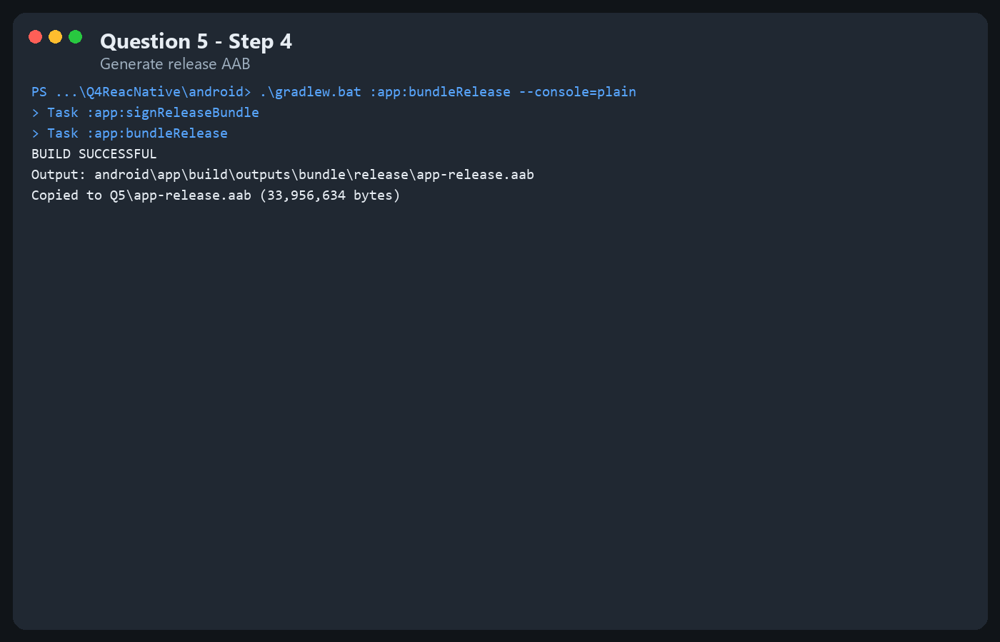 Question 5 - Step 4
Generate release AAB
PS ...\Q4ReacNative\android> .\gradlew.bat :app:bundleRelease --console=plain
> Task :app:signReleaseBundle
> Task :app:bundleRelease
BUILD SUCCESSFUL
Output: android\app\build\outputs\bundle\release\app-release.aab
Copied to Q5\app-release.aab (33,956,634 bytes)